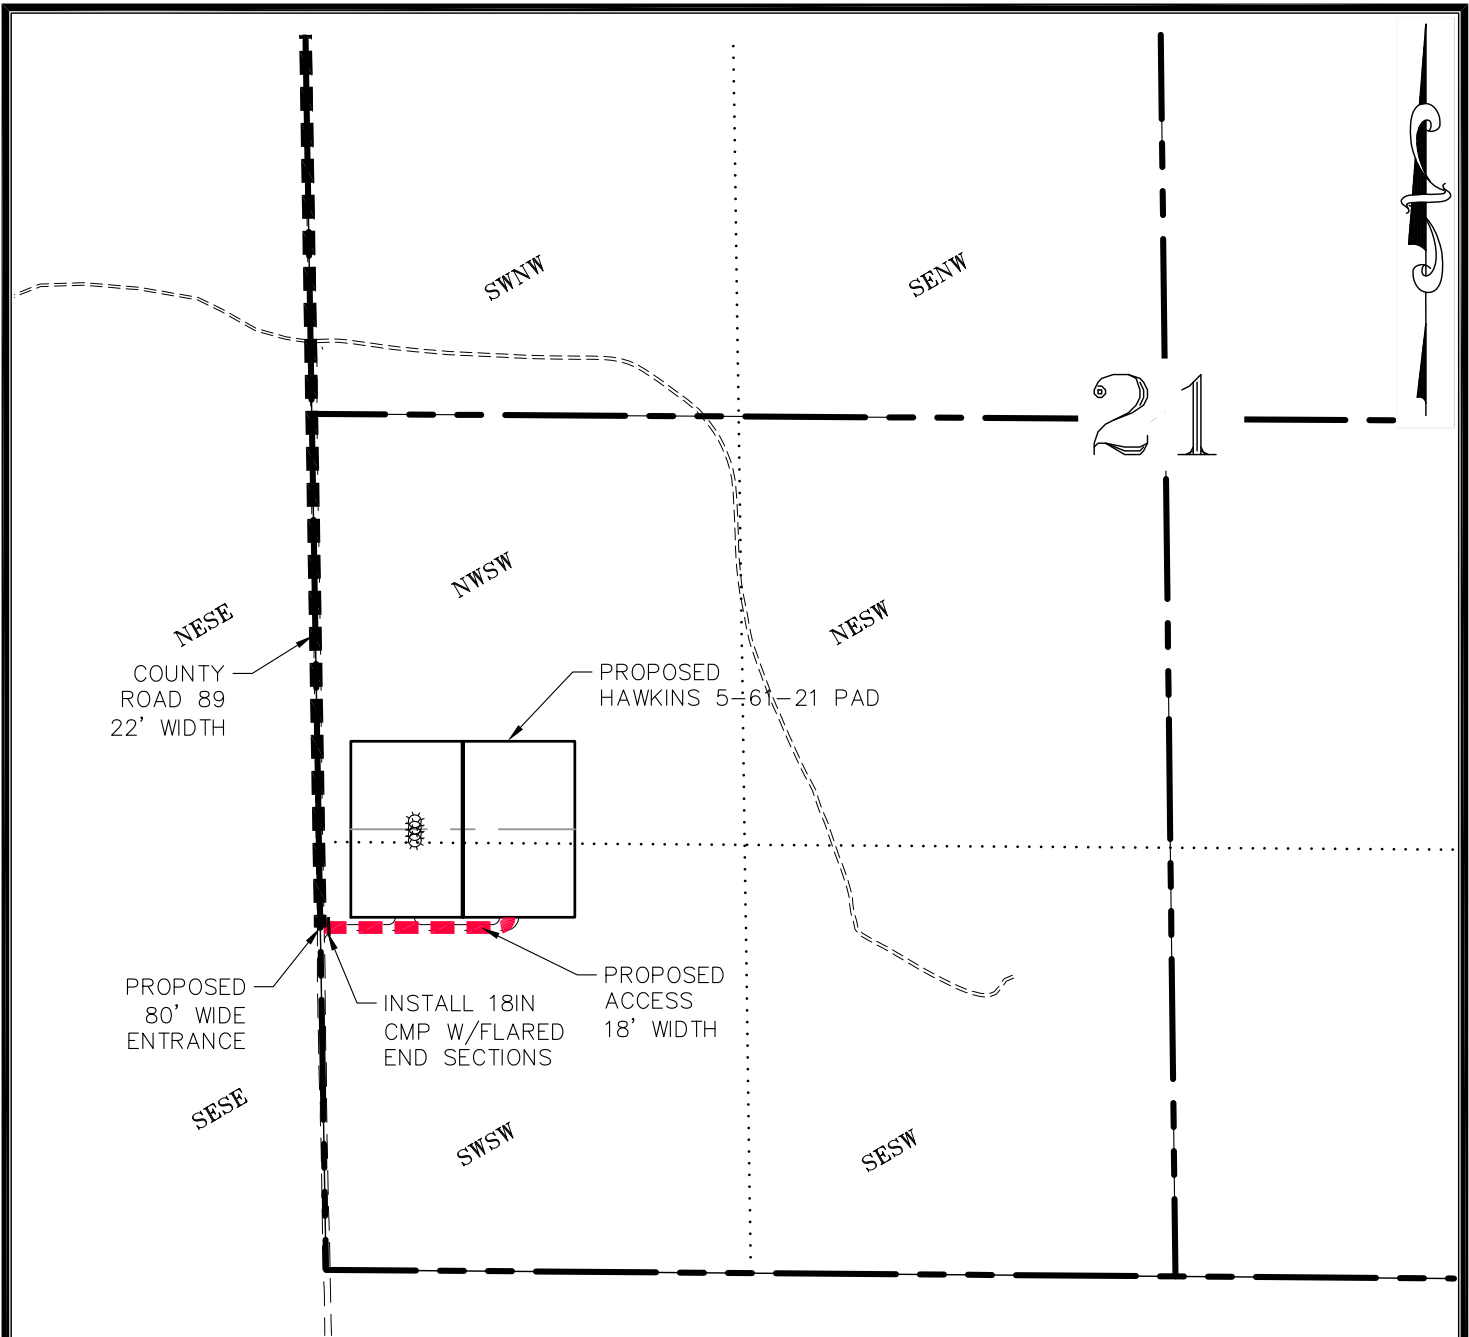 SWNW
SENW
21
NWSW
NESE
NESW
COUNTY
ROAD 89
22' WIDTH
PROPOSED
HAWKINS 5-61-21 PAD
PROPOSED
80' WIDE
ENTRANCE
INSTALL 18IN
CMP W/FLARED
END SECTIONS
PROPOSED
ACCESS
18' WIDTH
SESE
SWSW
SESW